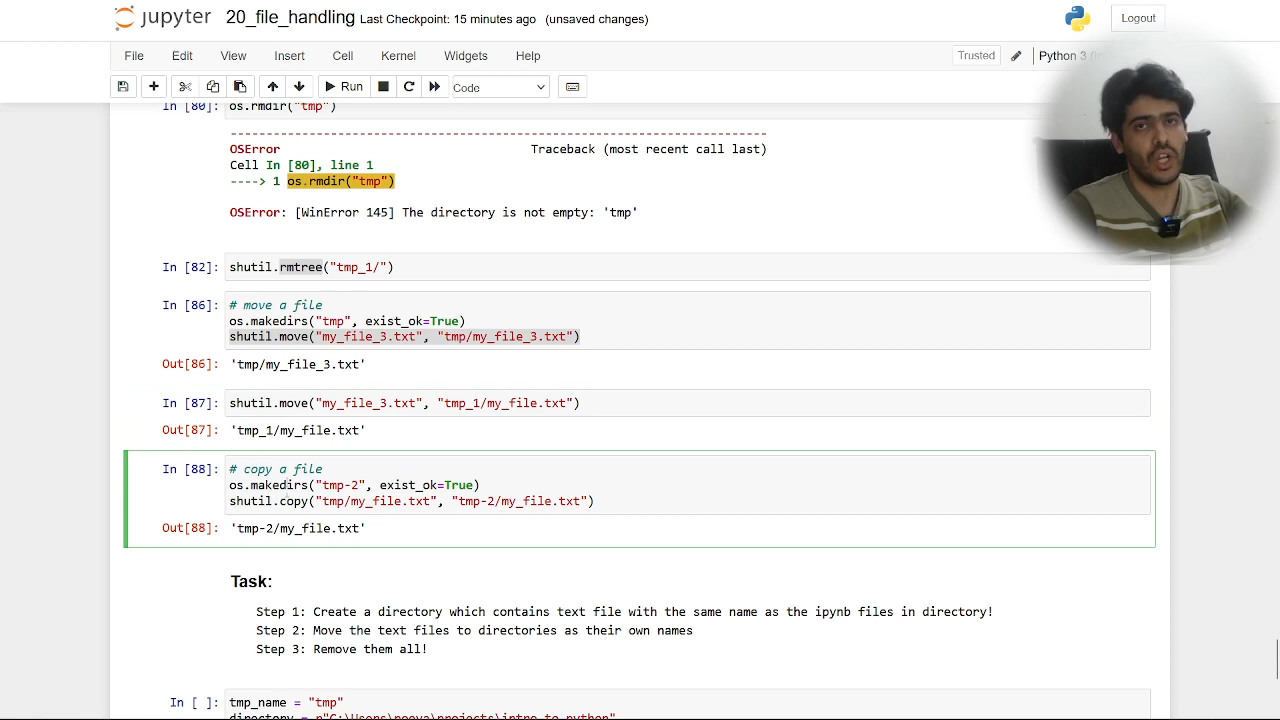 jupyter 20_file_handling Last Checkpoint: 15 minutes ago (unsaved changes)
Logout
File Edit View Insert Cell Kernel Widgets Help
Trusted
Python 3
Run
Code
In [80]: os.rmdir("tmp")
---------------------------------------------------------------------------
OSError Traceback (most recent call last)
Cell In [80], line 1
----> 1 os.rmdir("tmp")
OSError: [WinError 145] The directory is not empty: 'tmp'
In [82]: shutil.rmtree("tmp_1/")
In [86]: # move a file
os.makedirs("tmp", exist_ok=True)
shutil.move("my_file_3.txt", "tmp/my_file_3.txt")
Out[86]: 'tmp/my_file_3.txt'
In [87]: shutil.move("my_file_3.txt", "tmp_1/my_file.txt")
Out[87]: 'tmp_1/my_file.txt'
In [88]: # copy a file
os.makedirs("tmp-2", exist_ok=True)
shutil.copy("tmp/my_file.txt", "tmp-2/my_file.txt")
Out[88]: 'tmp-2/my_file.txt'
Task:
Step 1: Create a directory which contains text file with the same name as the ipynb files in directory!
Step 2: Move the text files to directories as their own names
Step 3: Remove them all!
In [ ]: tmp_name = "tmp"
directory = r"C:\Users\pooya\projects\intro_to_python"